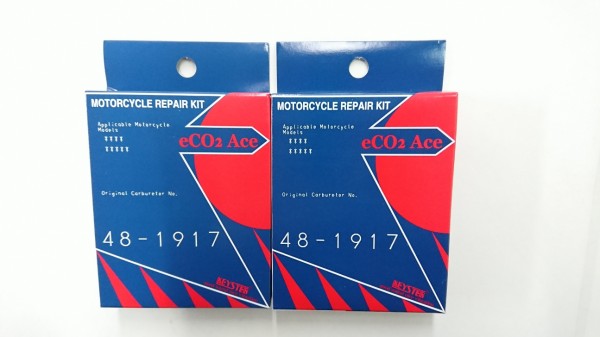 MOTORCYCLE REPAIR KIT
Applicable Motorcycle
Models
eCO2 Ace
Original Carburetor No.
48-1917
KEYSTER
MOTORCYCLE REPAIR KIT
Applicable Motorcycle
Models
eCO2 Ace
Original Carburetor No.
48-1917
KEYSTER